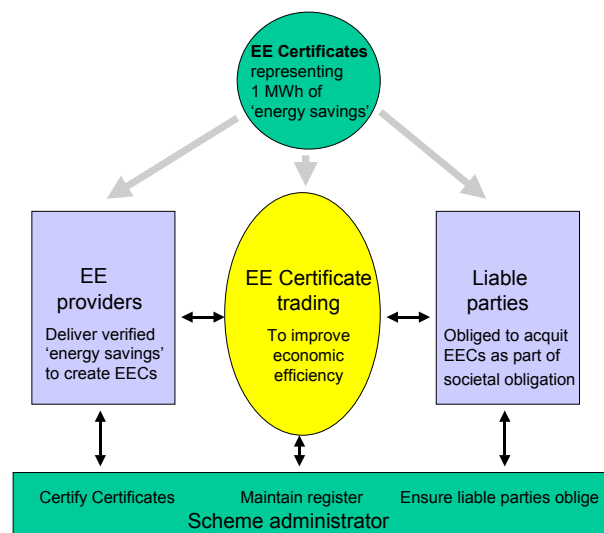 EE Certificates
representing
1 MWh of
‘energy savings’
EE
providers
Deliver verified
‘energy savings’
to create EECs
EE Certificate
trading
To improve
economic
efficiency
Liable
parties
Obliged to acquit
EECs as part of
societal obligation
Certify Certificates
Maintain register
Ensure liable parties oblige
Scheme administrator